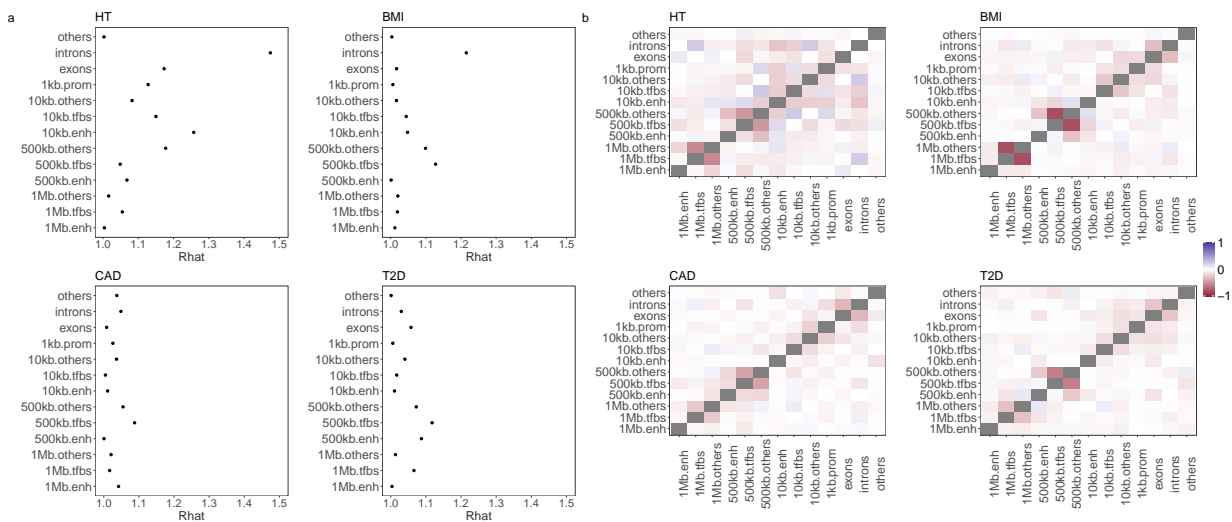 a
HT
others
introns
exons
1kb.prom
10kb.others
10kb.tfbs
10kb.enh
500kb.others
500kb.tfbs
500kb.enh
1Mb.others
1Mb.tfbs
1Mb.enh
1.0 1.1 1.2 1.3 1.4 1.5
Rhat
BMI
others
introns
exons
1kb.prom
10kb.others
10kb.tfbs
10kb.enh
500kb.others
500kb.tfbs
500kb.enh
1Mb.others
1Mb.tfbs
1Mb.enh
1.0 1.1 1.2 1.3 1.4 1.5
Rhat
CAD
others
introns
exons
1kb.prom
10kb.others
10kb.tfbs
10kb.enh
500kb.others
500kb.tfbs
500kb.enh
1Mb.others
1Mb.tfbs
1Mb.enh
1.0 1.1 1.2 1.3 1.4 1.5
Rhat
T2D
others
introns
exons
1kb.prom
10kb.others
10kb.tfbs
10kb.enh
500kb.others
500kb.tfbs
500kb.enh
1Mb.others
1Mb.tfbs
1Mb.enh
1.0 1.1 1.2 1.3 1.4 1.5
Rhat
b
HT
others
introns
exons
1kb.prom
10kb.others
10kb.tfbs
10kb.enh
500kb.others
500kb.tfbs
500kb.enh
1Mb.others
1Mb.tfbs
1Mb.enh
1Mb.enh
1Mb.tfbs
1Mb.others
500kb.enh
500kb.tfbs
500kb.others
10kb.enh
10kb.tfbs
10kb.others
1kb.prom
exons
introns
others
BMI
others
introns
exons
1kb.prom
10kb.others
10kb.tfbs
10kb.enh
500kb.others
500kb.tfbs
500kb.enh
1Mb.others
1Mb.tfbs
1Mb.enh
1Mb.enh
1Mb.tfbs
1Mb.others
500kb.enh
500kb.tfbs
500kb.others
10kb.enh
10kb.tfbs
10kb.others
1kb.prom
exons
introns
others
CAD
others
introns
exons
1kb.prom
10kb.others
10kb.tfbs
10kb.enh
500kb.others
500kb.tfbs
500kb.enh
1Mb.others
1Mb.tfbs
1Mb.enh
1Mb.enh
1Mb.tfbs
1Mb.others
500kb.enh
500kb.tfbs
500kb.others
10kb.enh
10kb.tfbs
10kb.others
1kb.prom
exons
introns
others
T2D
others
introns
exons
1kb.prom
10kb.others
10kb.tfbs
10kb.enh
500kb.others
500kb.tfbs
500kb.enh
1Mb.others
1Mb.tfbs
1Mb.enh
1Mb.enh
1Mb.tfbs
1Mb.others
500kb.enh
500kb.tfbs
500kb.others
10kb.enh
10kb.tfbs
10kb.others
1kb.prom
exons
introns
others
1
0
−1